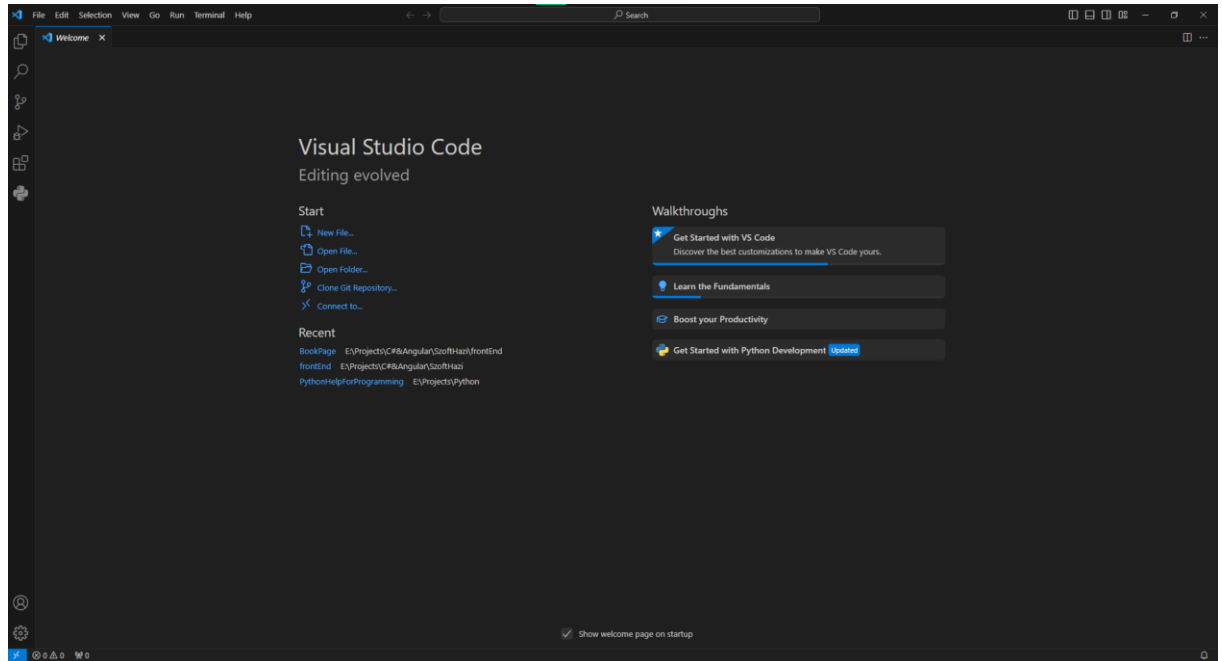 File Edit Selection View Go Run Terminal Help
Search
Welcome
Visual Studio Code
Editing evolved
Start
New File...
Open File...
Open Folder...
Clone Git Repository...
Connect to...
Recent
BookPage E:\Projects\C#&Angular\SzoftHazi\frontEnd
frontEnd E:\Projects\C#&Angular\SzoftHazi
PythonHelpForProgramming E:\Projects\Python
Walkthroughs
Get Started with VS Code
Discover the best customizations to make VS Code yours.
Learn the Fundamentals
Boost your Productivity
Get Started with Python Development Updated
Show welcome page on startup
0 0 0